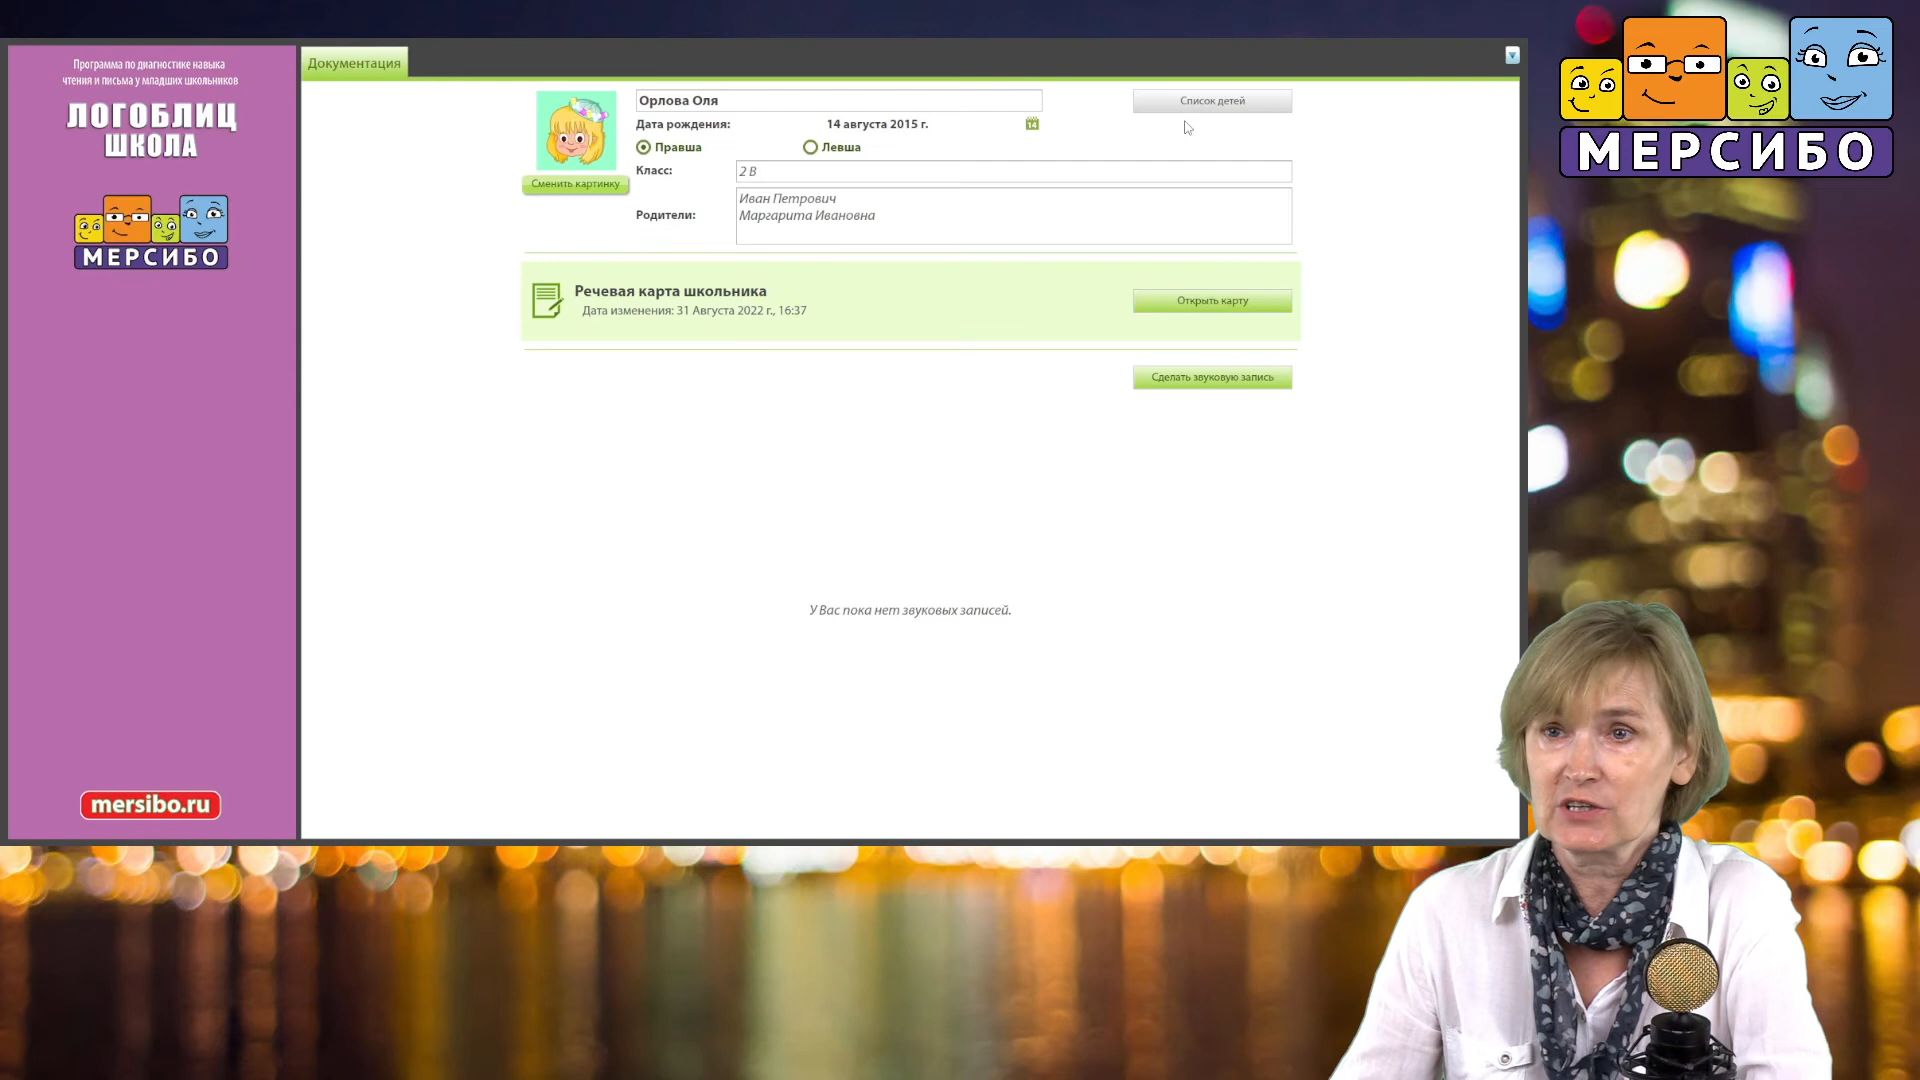 Программа по диагностике навыка
чтения и письма у младших школьников
ЛОГОБЛИЦ
ШКОЛА
МЕРСИБО
mersibo.ru
Документация
Орлова Оля
Список детей
Дата рождения: 14 августа 2015 г. 14
Правша Левша
Сменить картинку
Класс: 2 В
Родители: Иван Петрович
Маргарита Ивановна
Речевая карта школьника
Дата изменения: 31 Августа 2022 г., 16:37
Открыть карту
Сделать звуковую запись
У Вас пока нет звуковых записей.
МЕРСИБО